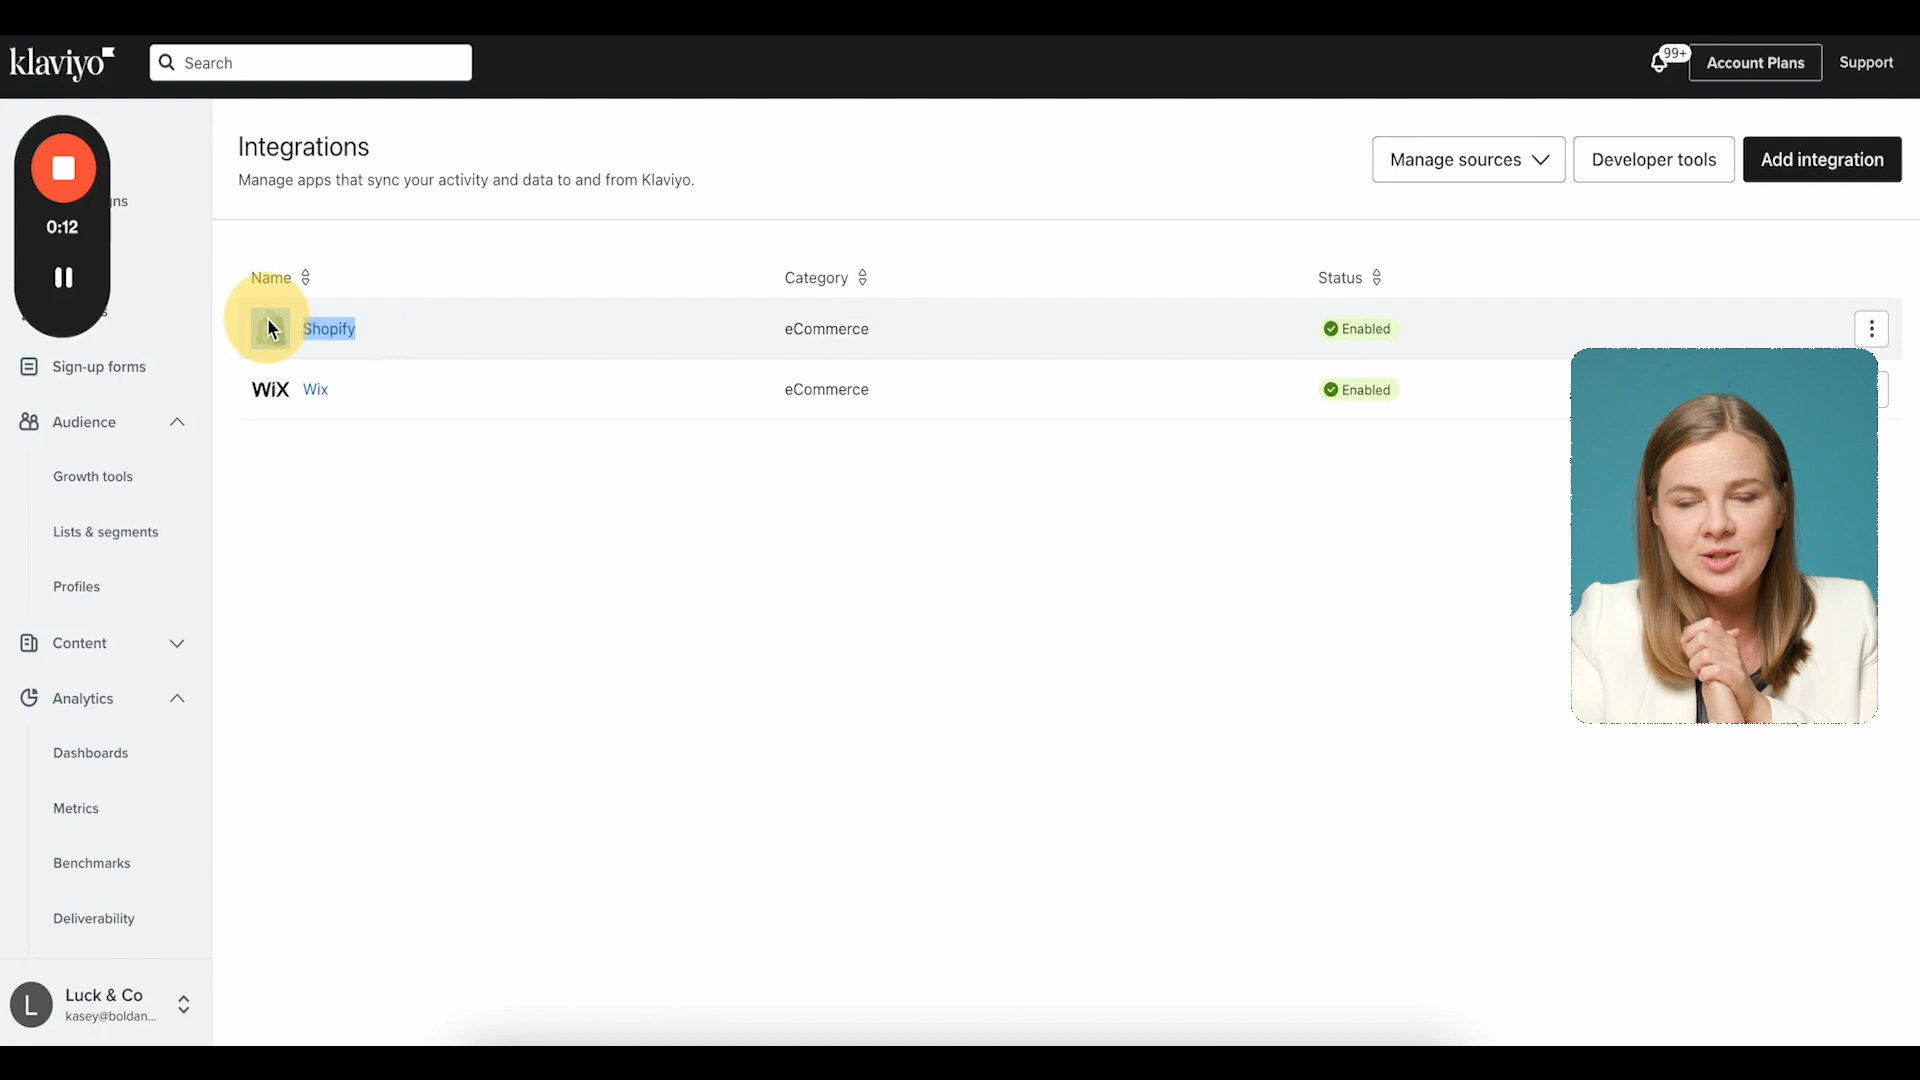 klaviyo
Search
99+
Account Plans
Support
0:12
Integrations
Manage apps that sync your activity and data to and from Klaviyo.
Manage sources
Developer tools
Add integration
Name
Category
Status
Shopify
eCommerce
Enabled
WiX
Wix
eCommerce
Enabled
Sign-up forms
Audience
Growth tools
Lists & segments
Profiles
Content
Analytics
Dashboards
Metrics
Benchmarks
Deliverability
L
Luck & Co
kasey@boldan...